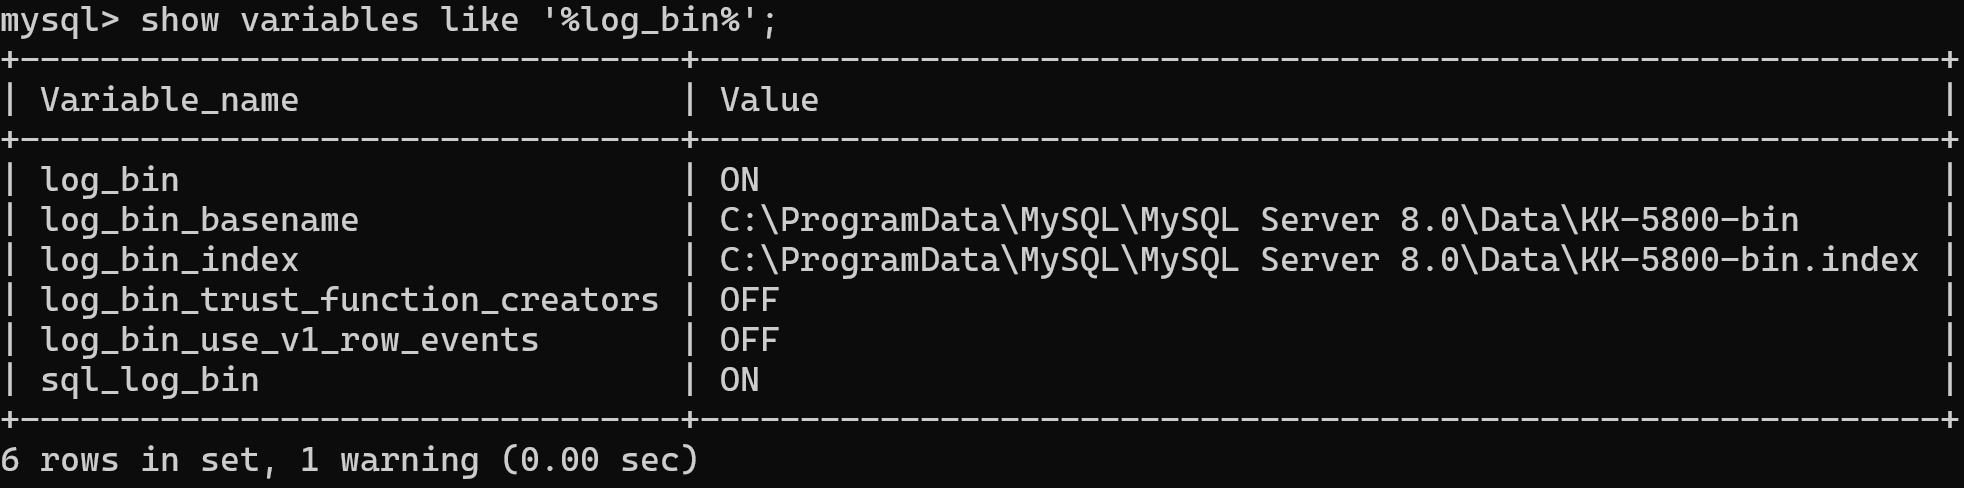 mysql> show variables like '%log_bin%';
+---------------------------------+--------------------------------------------------------------+
| Variable_name                   | Value                                                        |
+---------------------------------+--------------------------------------------------------------+
| log_bin                         | ON                                                           |
| log_bin_basename                | C:\ProgramData\MySQL\MySQL Server 8.0\Data\KK-5800-bin       |
| log_bin_index                   | C:\ProgramData\MySQL\MySQL Server 8.0\Data\KK-5800-bin.index |
| log_bin_trust_function_creators | OFF                                                          |
| log_bin_use_v1_row_events       | OFF                                                          |
| sql_log_bin                     | ON                                                           |
+---------------------------------+--------------------------------------------------------------+
6 rows in set, 1 warning (0.00 sec)